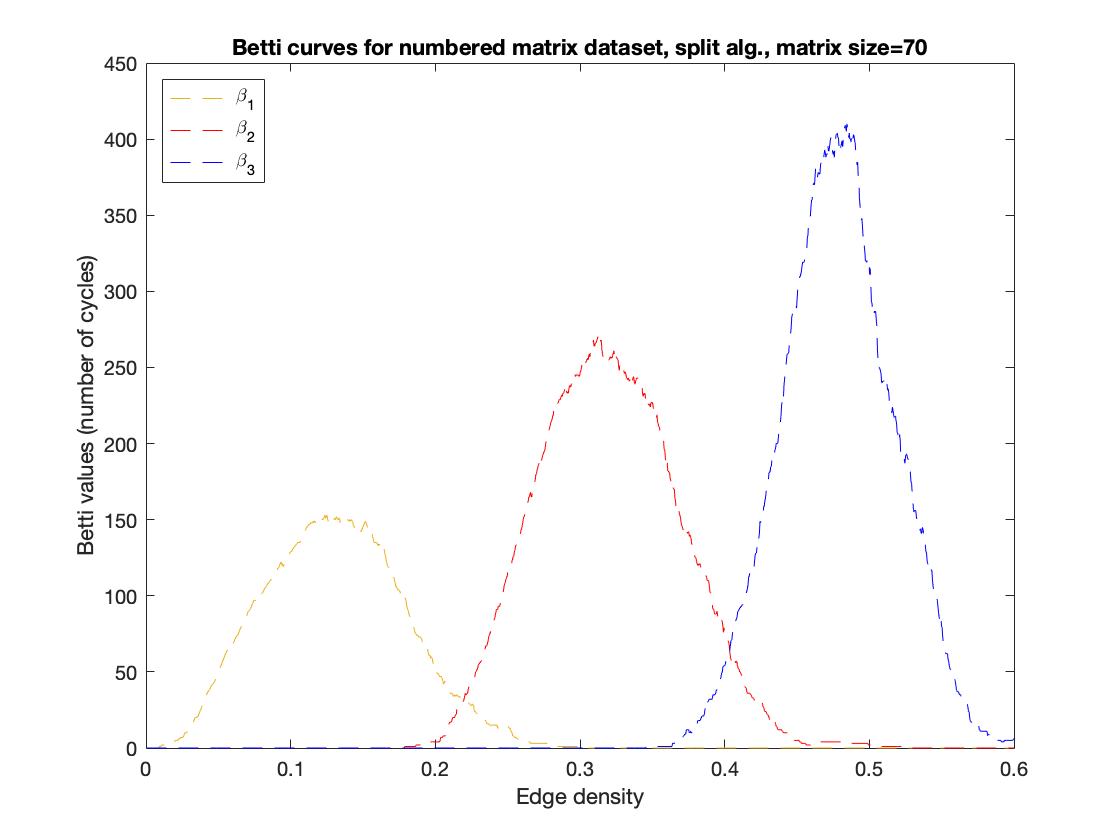 Betti curves for numbered matrix dataset, split alg., matrix size=70
β1
β2
β3
Betti values (number of cycles)
450
400
350
300
250
200
150
100
50
0
0 0.1 0.2 0.3 0.4 0.5 0.6
Edge density